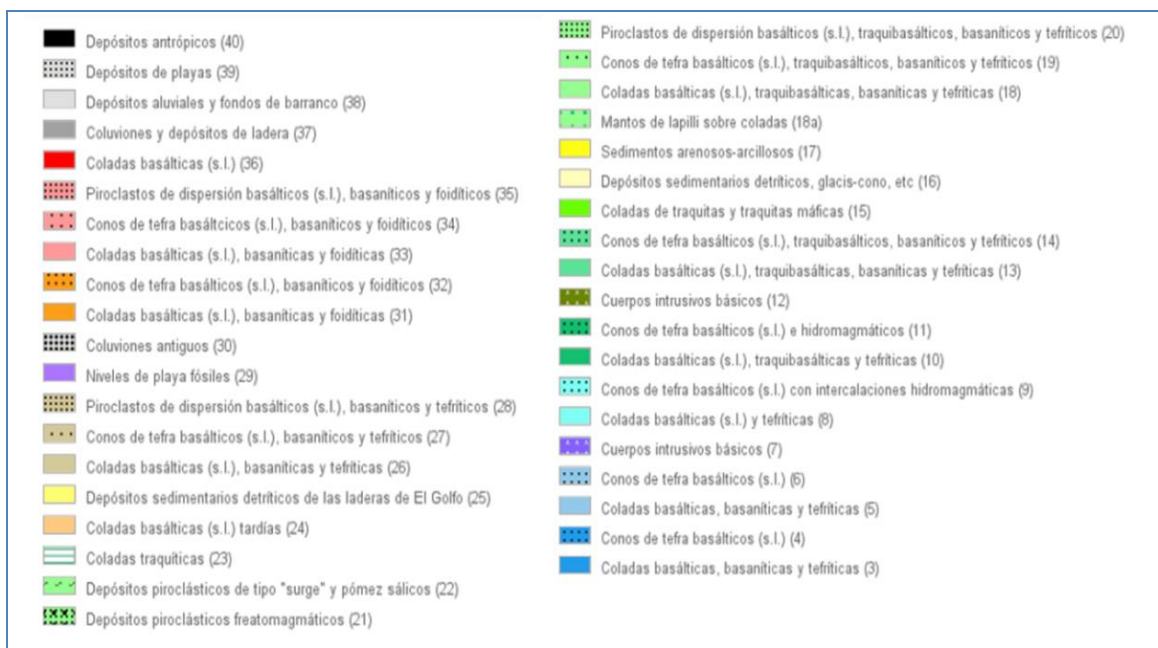 Depósitos antrópicos (40)
Depósitos de playas (39)
Depósitos aluviales y fondos de barranco (38)
Coluviones y depósitos de ladera (37)
Coladas basálticas (s.l.) (36)
Piroclastos de dispersión basálticos (s.l.), basaníticos y foidíticos (35)
Conos de tefra basáltcicos (s.l.), basaníticos y foidíticos (34)
Coladas basálticas (s.l.), basaníticas y foidíticas (33)
Conos de tefra basálticos (s.l.), basaníticos y foidíticos (32)
Coladas basálticas (s.l.), basaníticas y foidíticas (31)
Coluviones antiguos (30)
Niveles de playa fósiles (29)
Piroclastos de dispersión basálticos (s.l.), basaníticos y tefríticos (28)
Conos de tefra basálticos (s.l.), basaníticos y tefríticos (27)
Coladas basálticas (s.l.), basaníticas y tefríticas (26)
Depósitos sedimentarios detríticos de las laderas de El Golfo (25)
Coladas basálticas (s.l.) tardías (24)
Coladas traquíticas (23)
Depósitos piroclásticos de tipo "surge" y pómez sálicos (22)
Depósitos piroclásticos freatomagmáticos (21)
Piroclastos de dispersión basálticos (s.l.), traquibasálticos, basaníticos y tefríticos (20)
Conos de tefra basálticos (s.l.), traquibasálticos, basaníticos y tefríticos (19)
Coladas basálticas (s.l.), traquibasálticas, basaníticas y tefríticas (18)
Mantos de lapilli sobre coladas (18a)
Sedimentos arenosos-arcillosos (17)
Depósitos sedimentarios detríticos, glacis-cono, etc (16)
Coladas de traquitas y traquitas máficas (15)
Conos de tefra basálticos (s.l.), traquibasálticos, basaníticos y tefríticos (14)
Coladas basálticas (s.l.), traquibasálticas, basaníticas y tefríticas (13)
Cuerpos intrusivos básicos (12)
Conos de tefra basálticos (s.l.) e hidromagmáticos (11)
Coladas basálticas (s.l.), traquibasálticas y tefríticas (10)
Conos de tefra basálticos (s.l.) con intercalaciones hidromagmáticas (9)
Coladas basálticas (s.l.) y tefríticas (8)
Cuerpos intrusivos básicos (7)
Conos de tefra basálticos (s.l.) (6)
Coladas basálticas, basaníticas y tefríticas (5)
Conos de tefra basálticos (s.l.) (4)
Coladas basálticas, basaníticas y tefríticas (3)